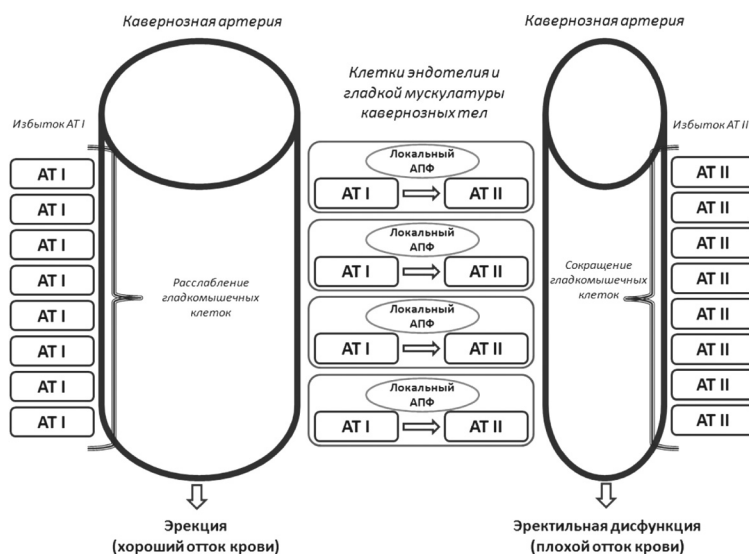 Кавернозная артерия
Избыток АТ I
АТ I
АТ I
АТ I
АТ I
АТ I
АТ I
АТ I
АТ I
Расслабление
гладкомышечных
клеток
Эрекция
(хороший отток крови)
Клетки эндотелия и
гладкой мускулатуры
кавернозных тел
Локальный
АПФ
АТ I
АТ II
Локальный
АПФ
АТ I
АТ II
Локальный
АПФ
АТ I
АТ II
Локальный
АПФ
АТ I
АТ II
Кавернозная артерия
Избыток АТ II
Сокращение
гладкомышечных
клеток
АТ II
АТ II
АТ II
АТ II
АТ II
АТ II
АТ II
АТ II
Эректильная дисфункция
(плохой отток крови)